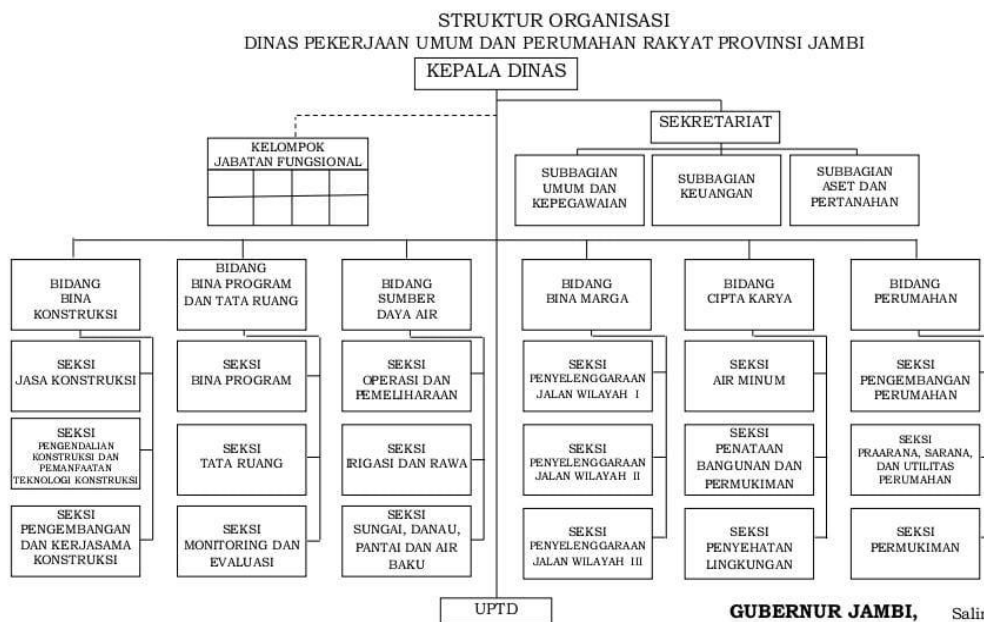 STRUKTUR ORGANISASI
DINAS PEKERJAAN UMUM DAN PERUMAHAN RAKYAT PROVINSI JAMBI
KEPALA DINAS
SEKRETARIAT
KELOMPOK
JABATAN FUNGSIONAL
SUBBAGIAN
UMUM DAN
KEPEGAWAIAN
SUBBAGIAN
KEUANGAN
SUBBAGIAN
ASET DAN
PERTANAHAN
BIDANG
BINA
KONSTRUKSI
BIDANG
BINA PROGRAM
DAN TATA RUANG
BIDANG
SUMBER
DAYA AIR
BIDANG
BINA MARGA
BIDANG
CIPTA KARYA
BIDANG
PERUMAHAN
SEKSI
JASA KONSTRUKSI
SEKSI
BINA PROGRAM
SEKSI
OPERASI DAN
PEMELIHARAAN
SEKSI
PENYELENGGARAAN
JALAN WILAYAH I
SEKSI
AIR MINUM
SEKSI
PENGEMBANGAN
PERUMAHAN
SEKSI
PENGENDALIAN
KONSTRUKSI DAN
PEMANFAATAN
TEKNOLOGI KONSTRUKSI
SEKSI
TATA RUANG
SEKSI
IRIGASI DAN RAWA
SEKSI
PENYELENGGARAAN
JALAN WILAYAH II
SEKSI
PENATAAN
BANGUNAN DAN
PERMUKIMAN
SEKSI
PRAARANA, SARANA,
DAN UTILITAS
PERUMAHAN
SEKSI
PENGEMBANGAN
DAN KERJASAMA
KONSTRUKSI
SEKSI
MONITORING DAN
EVALUASI
SEKSI
SUNGAI, DANAU,
PANTAI DAN AIR
BAKU
SEKSI
PENYELENGGARAAN
JALAN WILAYAH III
SEKSI
PENYEHATAN
LINGKUNGAN
SEKSI
PERMUKIMAN
UPTD
GUBERNUR JAMBI,